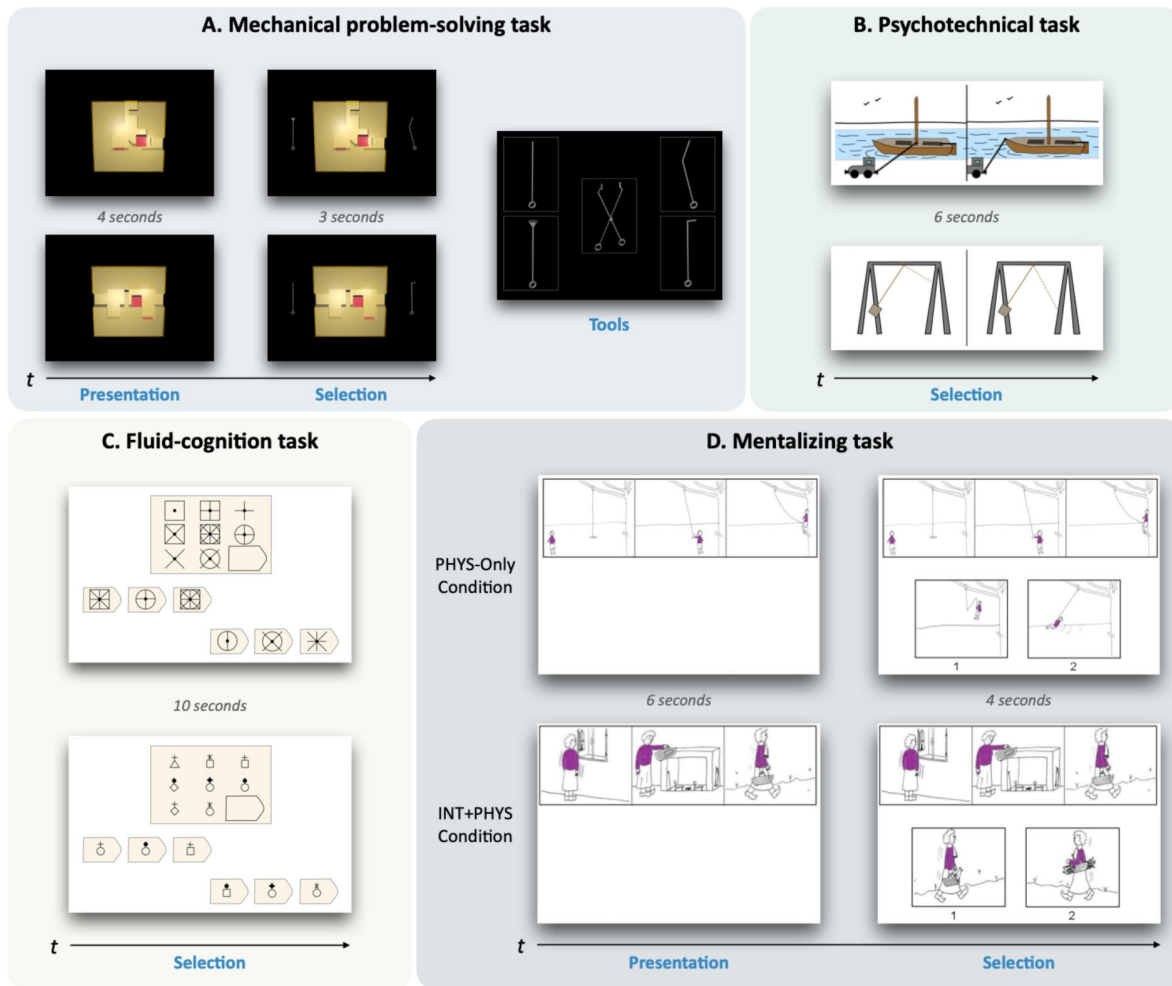 A. Mechanical problem-solving task
4 seconds
3 seconds
Tools
t
Presentation
Selection
B. Psychotechnical task
6 seconds
t
Selection
C. Fluid-cognition task
10 seconds
t
Selection
D. Mentalizing task
PHYS-Only
Condition
1
2
6 seconds
4 seconds
INT+PHYS
Condition
1
2
t
Presentation
Selection